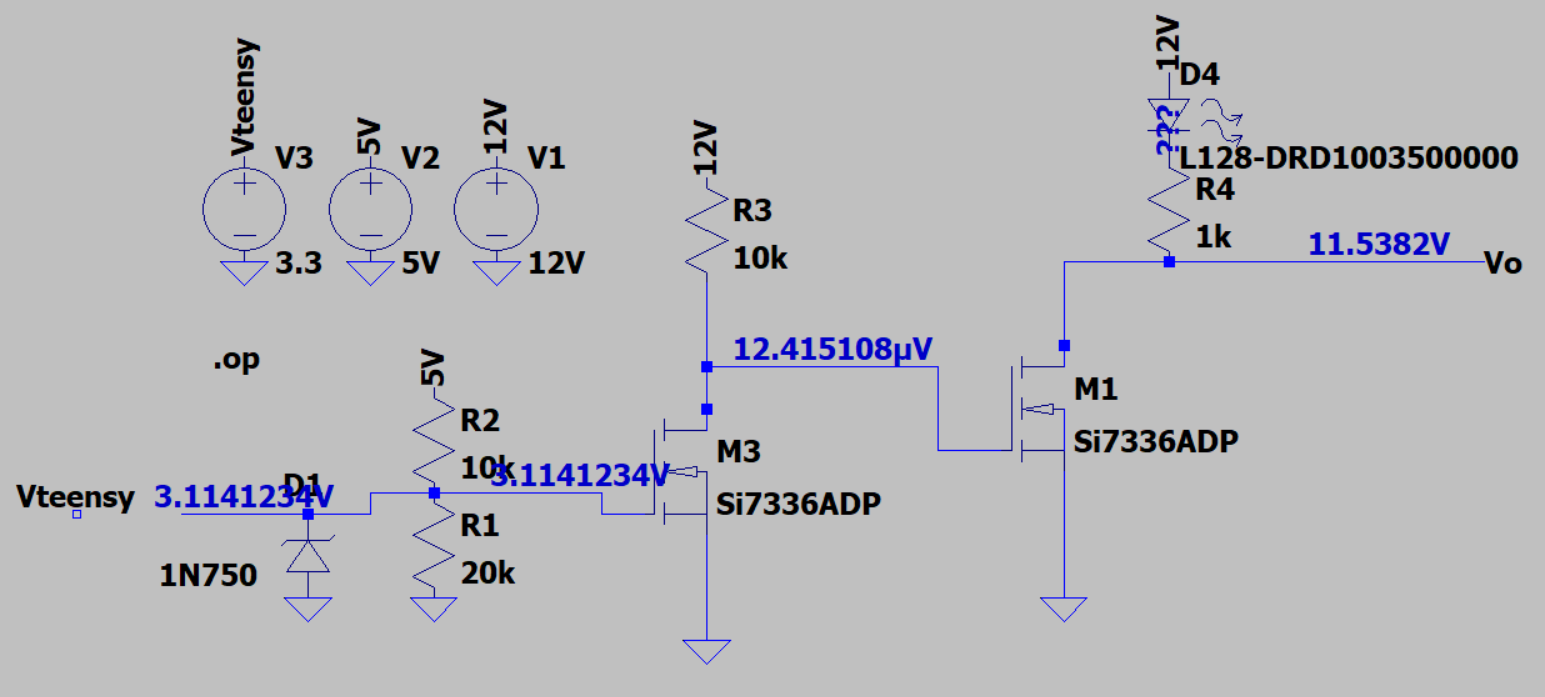 Vteensy
V3
3.3
5V
V2
5V
12V
V1
12V
.op
12V
R3
10k
12V
D4
???
L128-DRD1003500000
R4
1k
11.5382V
Vo
12.415108µV
M1
Si7336ADP
5V
R2
10k
3.1141234V
M3
Si7336ADP
Vteensy
3.1141234V
D1
1N750
R1
20k